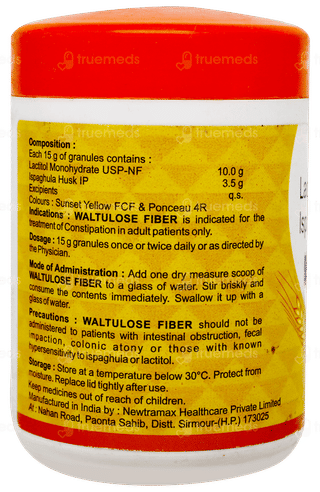 truemeds
Composition :
Each 15 g of granules contains :
Lactitol Monohydrate USP-NF 10.0 g
Ispaghula Husk IP 3.5 g
Excipients q.s.
Colours : Sunset Yellow FCF & Ponceau 4R
Indications : WALTULOSE FIBER is indicated for the
treatment of Constipation in adult patients only.
Dosage : 15 g granules once or twice daily or as directed by
the Physician.
Mode of Administration : Add one dry measure scoop of
WALTULOSE FIBER to a glass of water. Stir briskly and
consume the contents immediately. Swallow it up with a
glass of water.
Precautions : WALTULOSE FIBER should not be
administered to patients with intestinal obstruction, fecal
impaction, colonic atony or those with known
hypersensitivity to ispaghula or lactitol.
Storage : Store at a temperature below 30°C. Protect from
moisture. Replace lid tightly after use.
Keep medicines out of reach of children.
Manufactured in India by : Newtramax Healthcare Private Limited
At : Nahan Road, Paonta Sahib, Distt. Sirmour-(H.P.) 173025